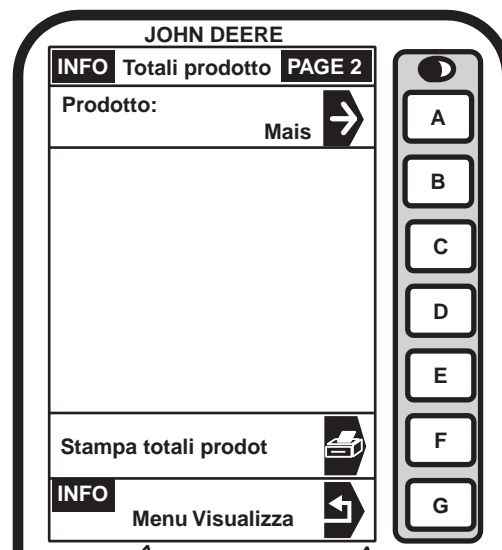 JOHN DEERE
INFO Totali prodotto PAGE 2
Prodotto:
Mais
A
B
C
D
E
Stampa totali prodot
F
INFO
Menu Visualizza
G